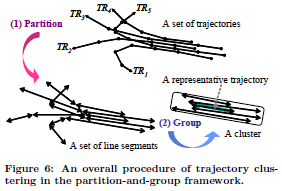 (1) Partition
TR3
TR4
TR5
A set of trajectories
TR2
TR1
A representative trajectory
(2) Group
A set of line segments
A cluster
Figure 6: An overall procedure of trajectory clus-
tering in the partition-and-group framework.